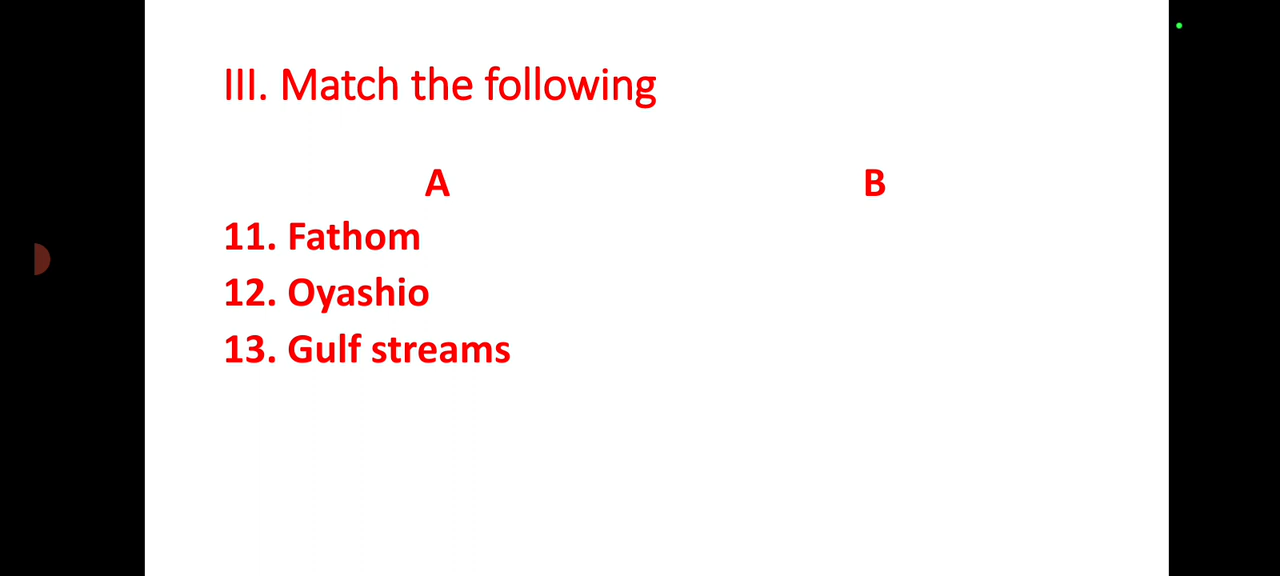 III. Match the following
A B
11. Fathom
12. Oyashio
13. Gulf streams